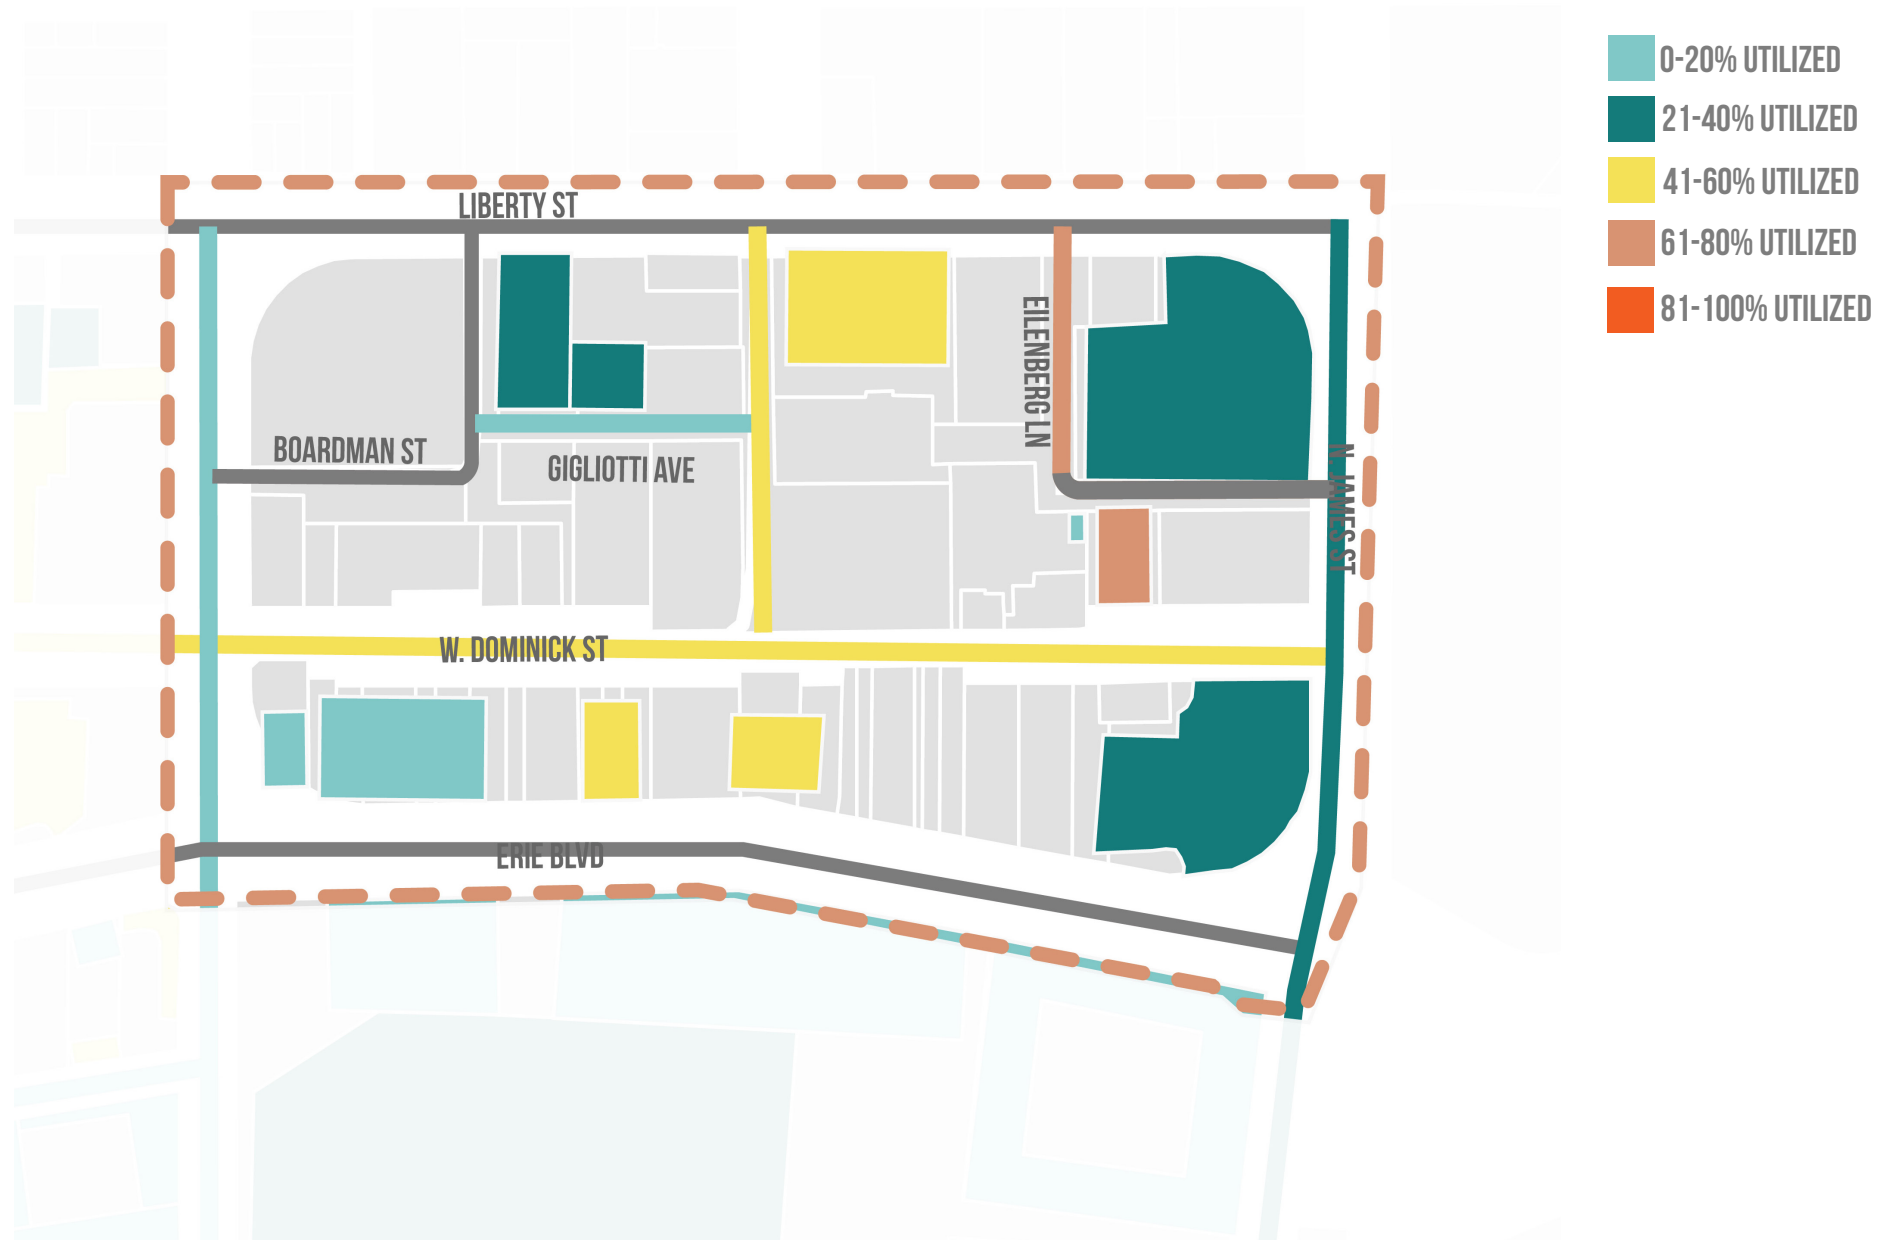 0-20% UTILIZED
21-40% UTILIZED
41-60% UTILIZED
61-80% UTILIZED
81-100% UTILIZED
LIBERTY ST
EILENBERG LN
BOARDMAN ST
GIGLIOTTI AVE
N. JAMES ST
W. DOMINICK ST
ERIE BLVD